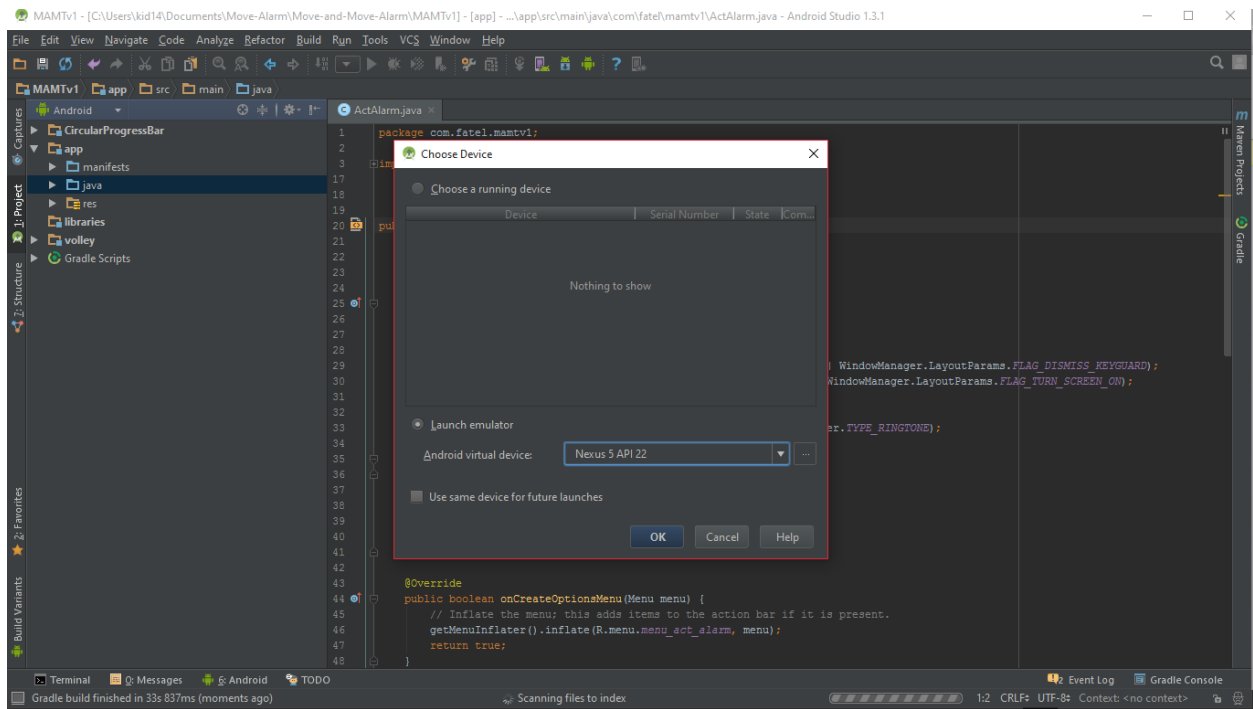 MAMTv1 - [C:\Users\kid14\Documents\Move-Alarm\Move-and-Move-Alarm\MAMTv1] - [app] - ...\app\src\main\java\com\fatel\mamtv1\ActAlarm.java - Android Studio 1.3.1
File Edit View Navigate Code Analyze Refactor Build Run Tools VCS Window Help
MAMTv1 app src main java
Android
ActAlarm.java
Captures
1: Project
Z: Structure
2: Favorites
Build Variants
CircularProgressBar
app
manifests
java
res
libraries
volley
Gradle Scripts
1 package com.fatel.mamtv1;
2
3 im
17
18
19
20 pu
21
22
23
24
25
26
27
28
29 WindowManager.LayoutParams.FLAG_DISMISS_KEYGUARD);
30 WindowManager.LayoutParams.FLAG_TURN_SCREEN_ON);
31
32
33 er.TYPE_RINGTONE);
34
35
36
37
38
39
40
41
42
43 @Override
44 public boolean onCreateOptionsMenu(Menu menu) {
45 // Inflate the menu; this adds items to the action bar if it is present.
46 getMenuInflater().inflate(R.menu.menu_act_alarm, menu);
47 return true;
48 }
Choose Device
Choose a running device
Device Serial Number State Com...
Nothing to show
Launch emulator
Android virtual device: Nexus 5 API 22 ...
Use same device for future launches
OK Cancel Help
Maven Projects
Gradle
Terminal 0: Messages 6: Android TODO 2 Event Log Gradle Console
Gradle build finished in 33s 837ms (moments ago) Scanning files to index 1:2 CRLF UTF-8 Context: <no context>